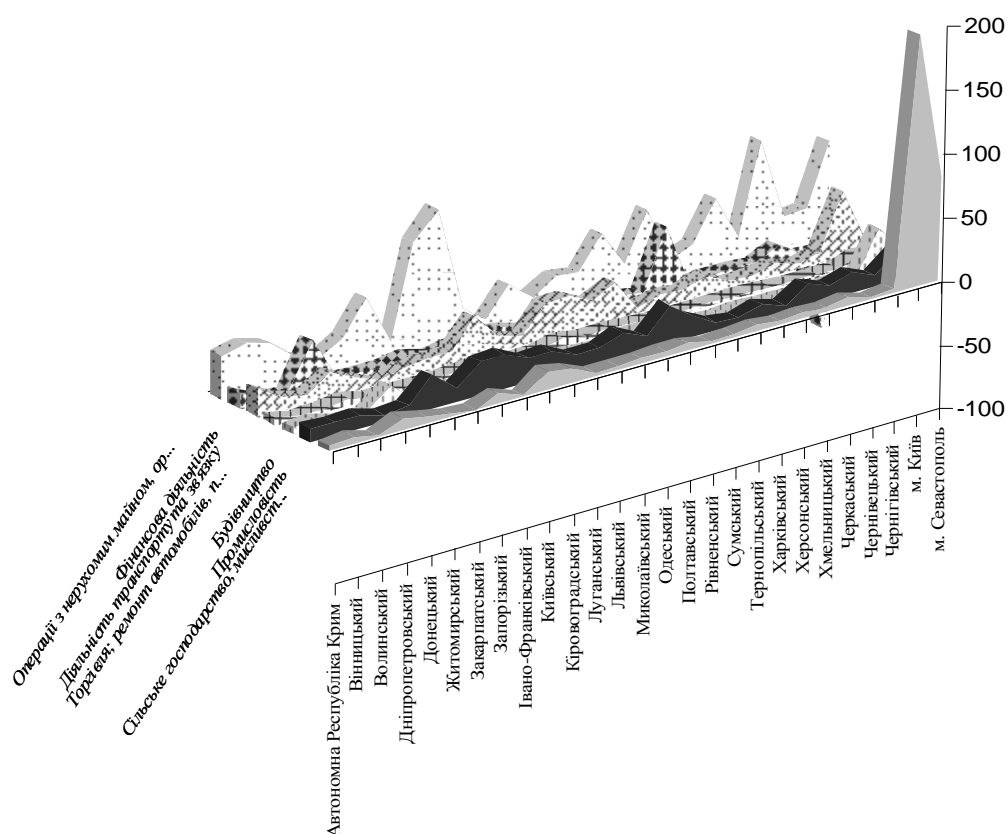 200
150
100
50
0
-50
-100
Операції з нерухомим майном, ор...
Фінансова діяльність
Діяльність транспорту та зв'язку
Торгівля; ремонт автомобілів, п...
Будівництво
Промисловість
Сільське господарство, мисливст...
Автономна Республіка Крим
Вінницький
Волинський
Дніпропетровський
Донецький
Житомирський
Закарпатський
Запорізький
Івано-Франківський
Київський
Кіровоградський
Луганський
Львівський
Миколаївський
Одеський
Полтавський
Рівненський
Сумський
Тернопільський
Харківський
Херсонський
Хмельницький
Черкаський
Чернівецький
Чернігівський
м. Київ
м. Севастополь